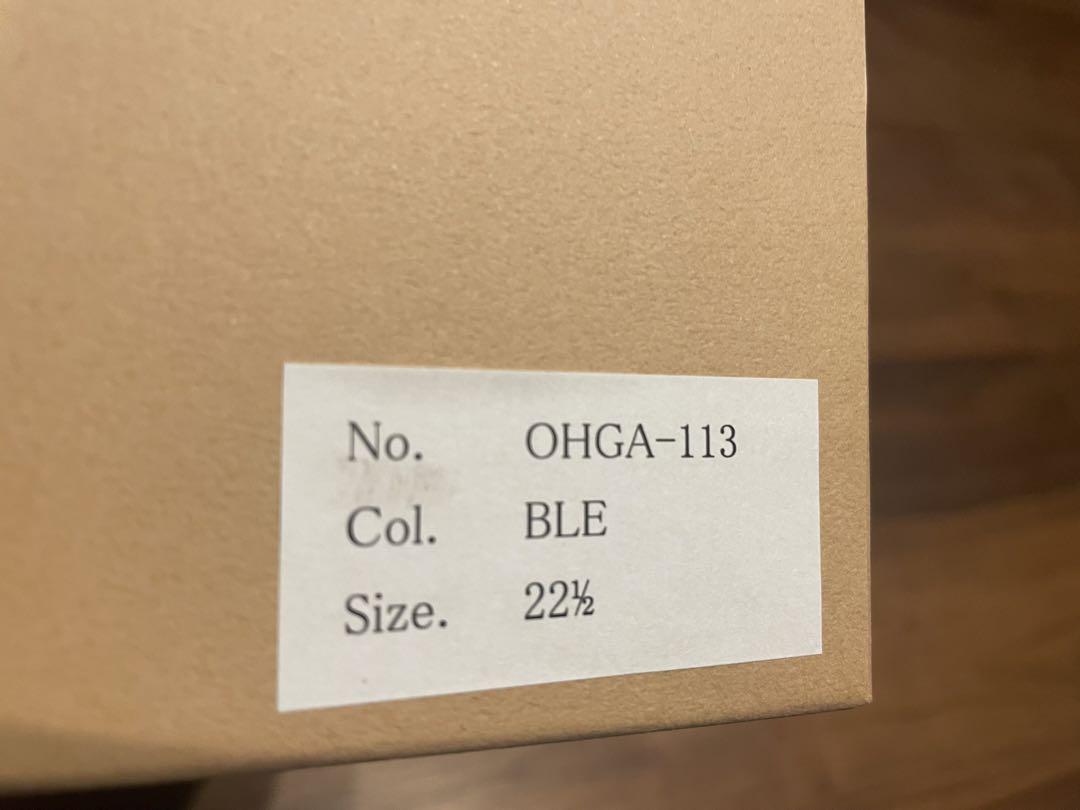 No. OHGA-113
Col. BLE
Size. 22½